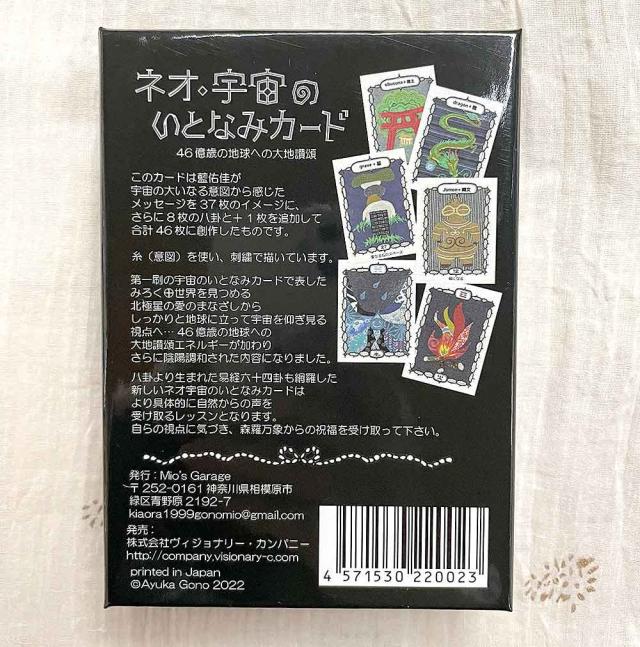 ネオ◇宇宙の
いとなみカード
46億歳の地球への大地讃頌
このカードは藍佑佳が
宇宙の大いなる意図から感じた
メッセージを37枚のイメージに、
さらに8枚の八卦と+1枚を追加して
合計46枚に創作したものです。
糸（意図）を使い、刺繍で描いています。
第一刷の宇宙のいとなみカードで表した
みろく⊕世界を見つめる
北極星の愛のまなざしから
しっかりと地球に立って宇宙を仰ぎ見る
視点へ…46億歳の地球への
大地讃頌エネルギーが加わり
さらに陰陽調和された内容になりました。
八卦より生まれた易経六十四卦も網羅した
新しいネオ宇宙のいとなみカードは
より具体的に自然からの声を
受け取るレッスンとなります。
自らの視点に気づき、森羅万象からの祝福を受け取って下さい。
発行：Mio's Garage
〒252-0161 神奈川県相模原市
緑区青野原 2192-7
kiaora1999gonomio@gmail.com
発売：
株式会社ヴィジョナリー・カンパニー
http://company.visionary-c.com
printed in Japan
©Ayuka Gono 2022
dragon＋龍
grave＋墓
Jomon＋縄文
4 571530 220023